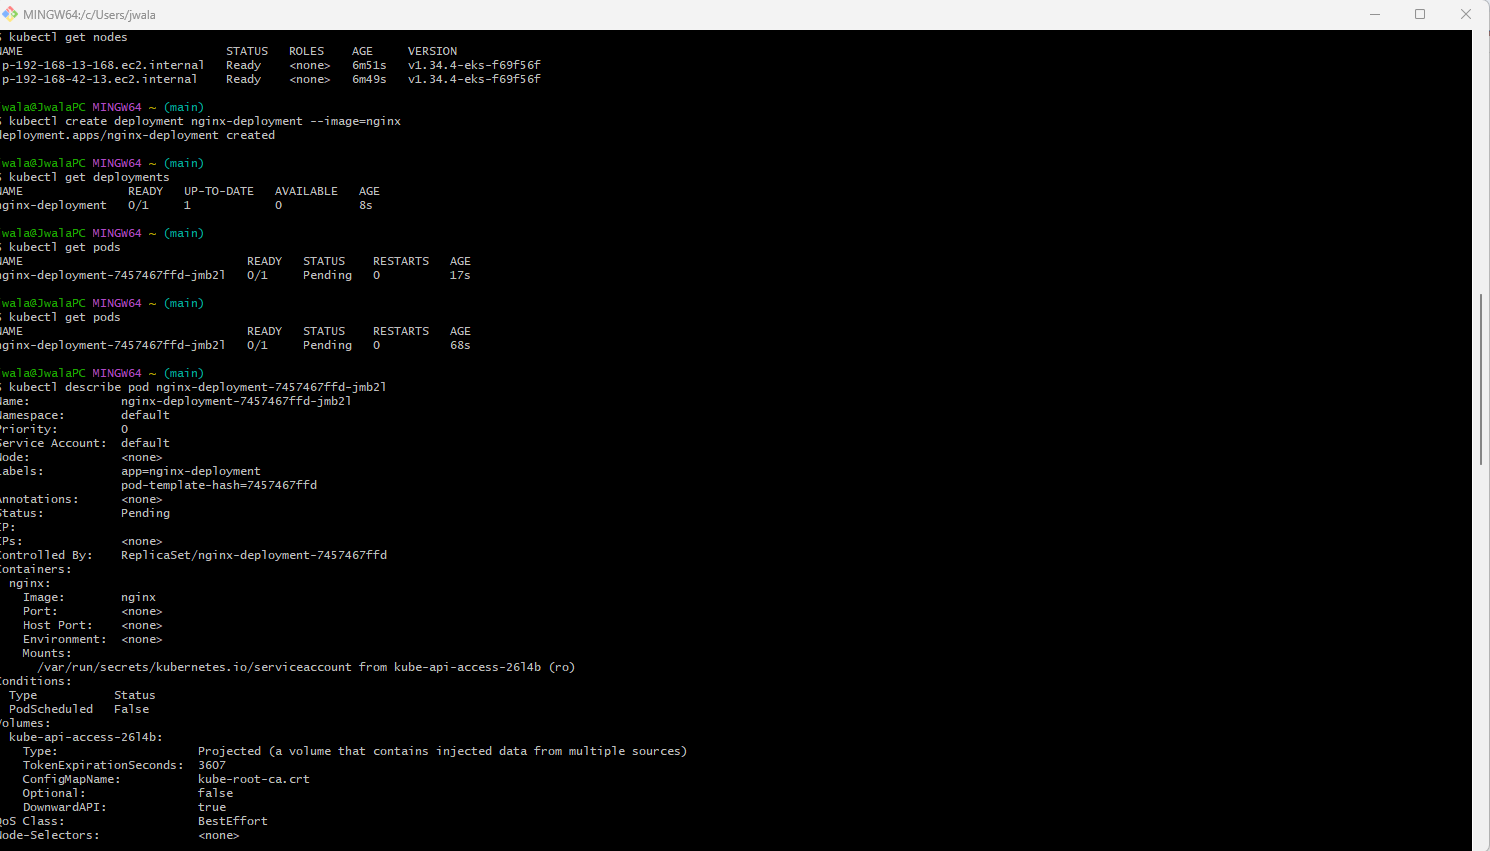 MINGW64:/c/Users/jwala
$ kubectl get nodes
NAME STATUS ROLES AGE VERSION
p-192-168-13-168.ec2.internal Ready <none> 6m51s v1.34.4-eks-f69f56f
p-192-168-42-13.ec2.internal Ready <none> 6m49s v1.34.4-eks-f69f56f
wala@JwalaPC MINGW64 ~ (main)
$ kubectl create deployment nginx-deployment --image=nginx
deployment.apps/nginx-deployment created
wala@JwalaPC MINGW64 ~ (main)
$ kubectl get deployments
NAME READY UP-TO-DATE AVAILABLE AGE
nginx-deployment 0/1 1 0 8s
wala@JwalaPC MINGW64 ~ (main)
$ kubectl get pods
NAME READY STATUS RESTARTS AGE
nginx-deployment-7457467ffd-jmb2l 0/1 Pending 0 17s
wala@JwalaPC MINGW64 ~ (main)
$ kubectl get pods
NAME READY STATUS RESTARTS AGE
nginx-deployment-7457467ffd-jmb2l 0/1 Pending 0 68s
wala@JwalaPC MINGW64 ~ (main)
$ kubectl describe pod nginx-deployment-7457467ffd-jmb2l
Name: nginx-deployment-7457467ffd-jmb2l
Namespace: default
Priority: 0
Service Account: default
Node: <none>
Labels: app=nginx-deployment
pod-template-hash=7457467ffd
Annotations: <none>
Status: Pending
IP:
IPs: <none>
Controlled By: ReplicaSet/nginx-deployment-7457467ffd
Containers:
nginx:
Image: nginx
Port: <none>
Host Port: <none>
Environment: <none>
Mounts:
/var/run/secrets/kubernetes.io/serviceaccount from kube-api-access-26l4b (ro)
Conditions:
Type Status
PodScheduled False
Volumes:
kube-api-access-26l4b:
Type: Projected (a volume that contains injected data from multiple sources)
TokenExpirationSeconds: 3607
ConfigMapName: kube-root-ca.crt
Optional: false
DownwardAPI: true
QoS Class: BestEffort
Node-Selectors: <none>